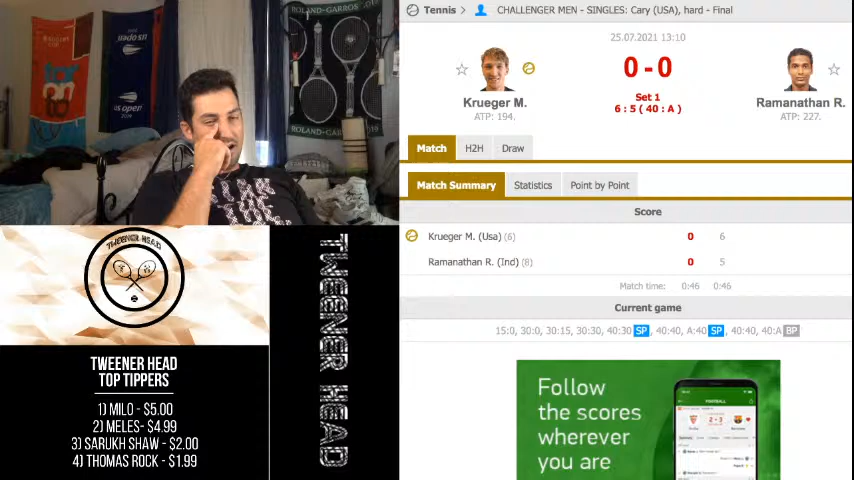 Tennis > CHALLENGER MEN - SINGLES: Cary (USA), hard - Final
25.07.2021 13:10
0 - 0
Krueger M.
ATP: 194.
Set 1
6 : 5 ( 40 : A )
Ramanathan R.
ATP: 227.
Match H2H Draw
Match Summary Statistics Point by Point
Score
Krueger M. (Usa) (6) 0 6
Ramanathan R. (Ind) (8) 0 5
Match time: 0:46 0:46
Current game
15:0, 30:0, 30:15, 30:30, 40:30 SP, 40:40, A:40 SP, 40:40, 40:A BP
Follow
the scores
wherever
you are
FOOTBALL
2 - 3
ROLAND-GARROS
us open
ROLAND-GARROS
TWEENER HEAD
TWEENER HEAD
TOP TIPPERS
1) MILO - $5.00
2) MELES- $4.99
3) SARUKH SHAW - $2.00
4) THOMAS ROCK - $1.99
TWEENER HEAD